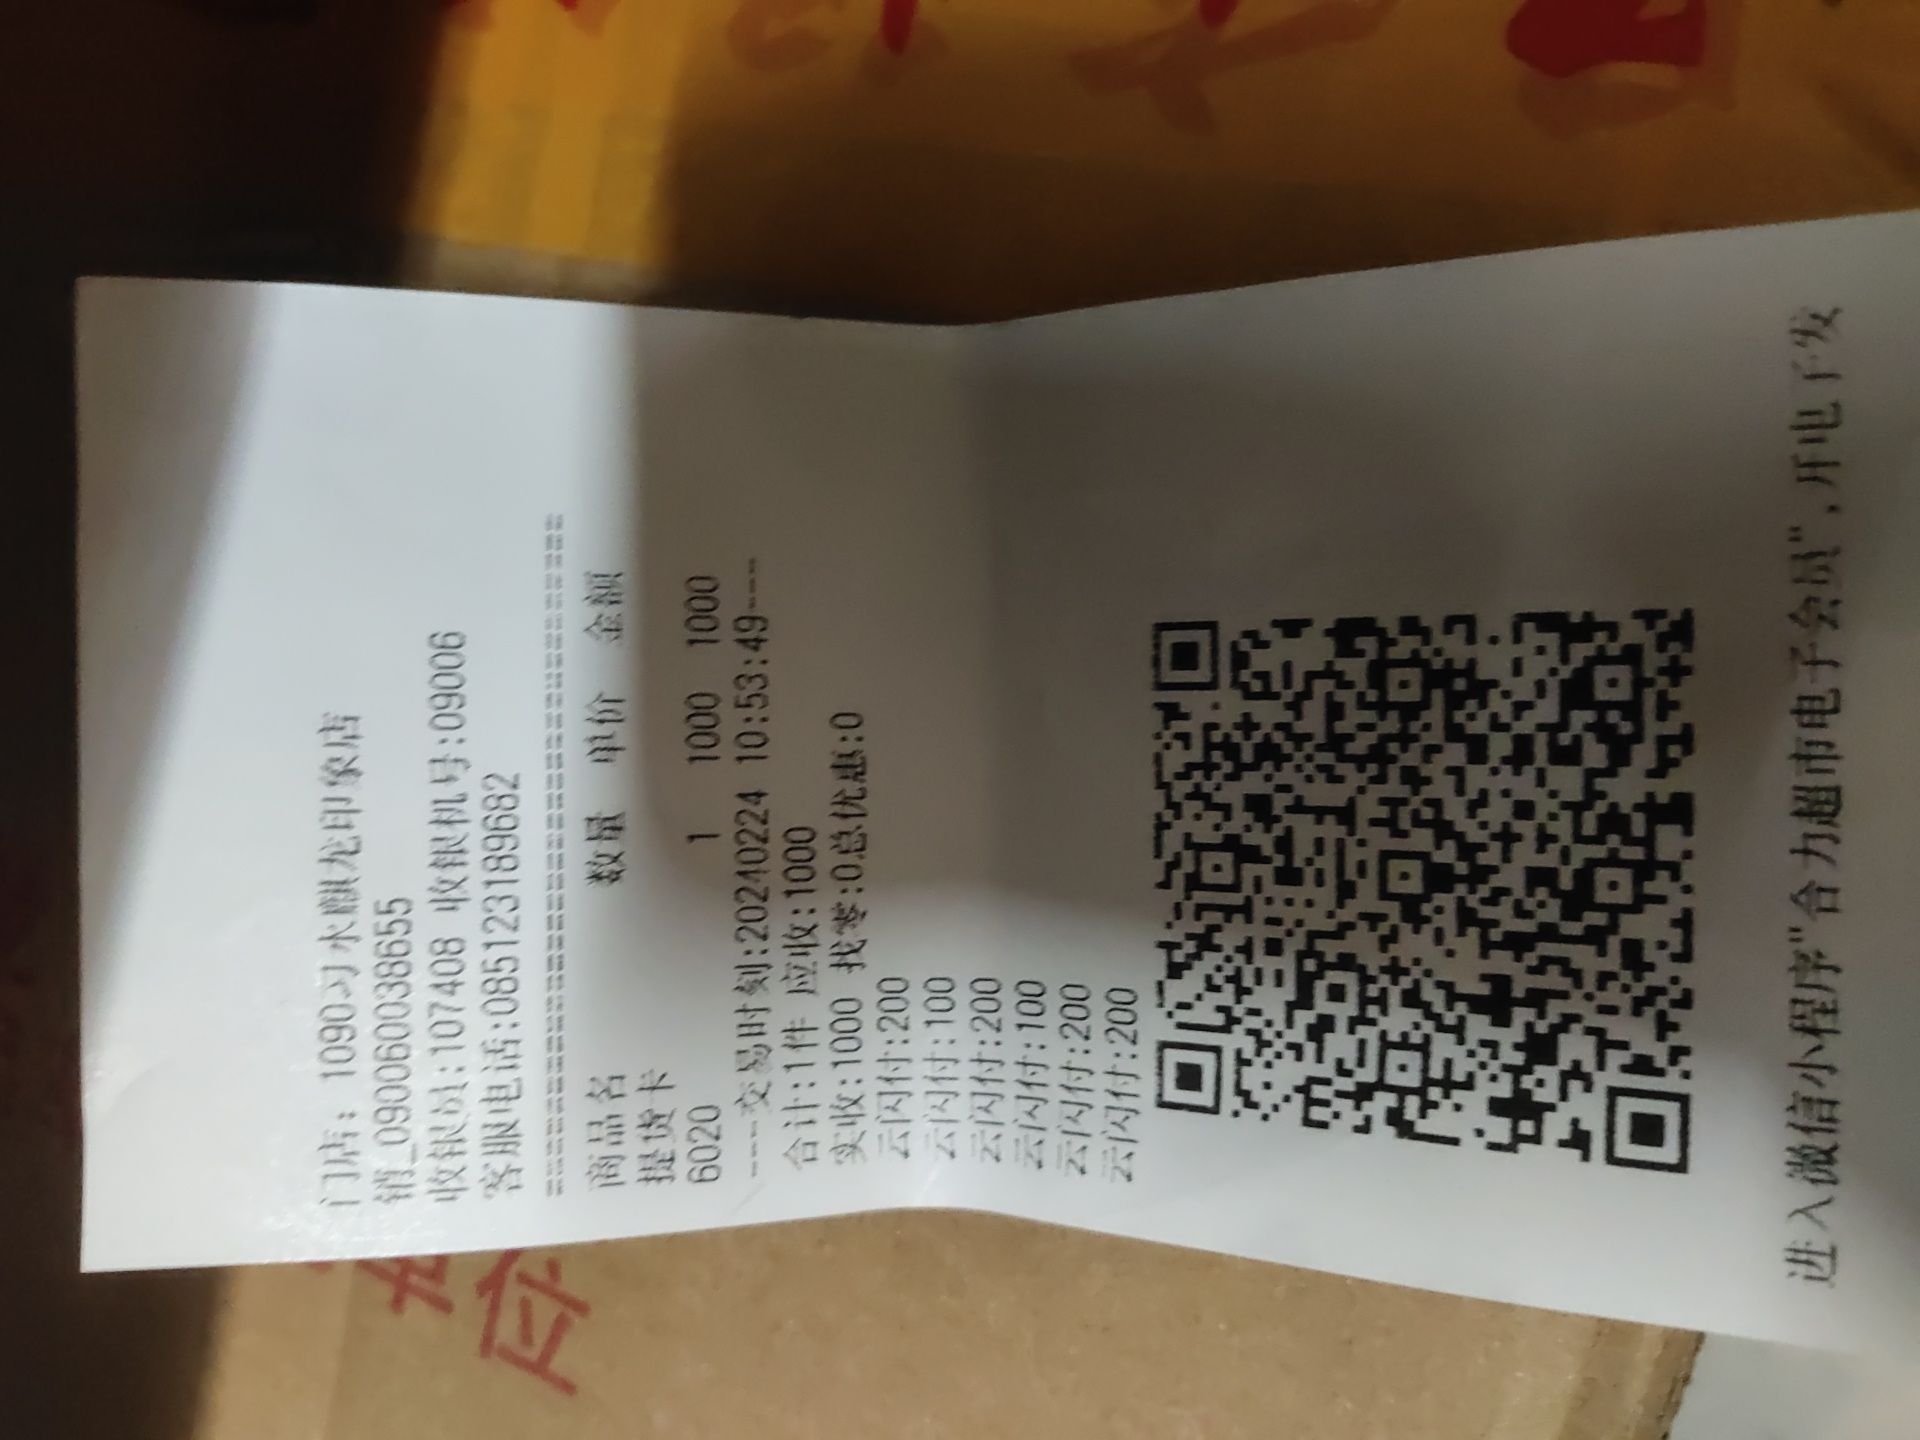 门店: 1090习水麒龙印象店
销_090060038655
收银员:107408 收银机号:09006
客服电话:085123189682
商品名 数量 单价 金额
提货卡
6020 1 1000 1000
----交易时刻:20240224 10:53:49----
合计:1件 应收:1000
实收:1000 找零:0总优惠:0
云闪付:200
云闪付:100
云闪付:200
云闪付:100
云闪付:200
云闪付:200
进入微信小程序"合力超市电子会员",开电子发